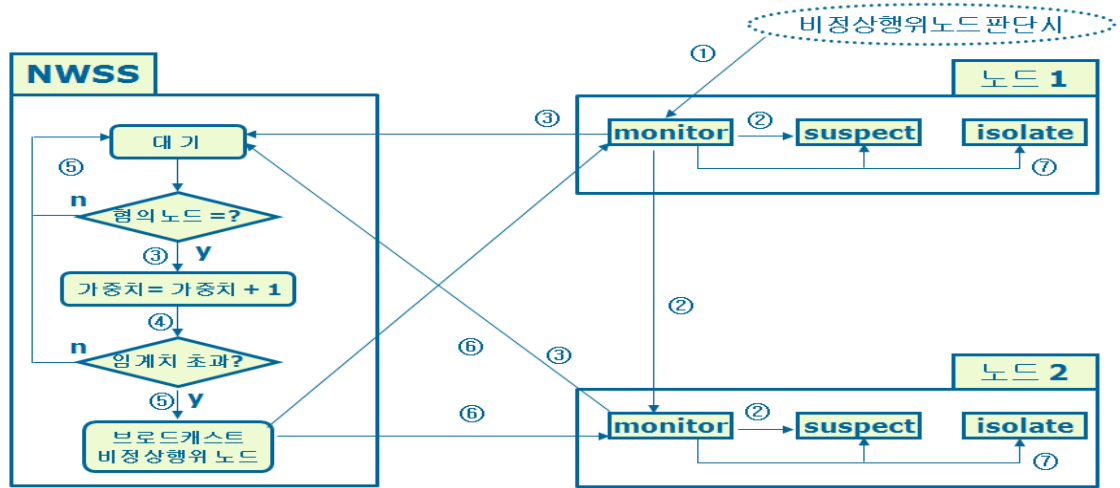 비정상행위노드판단시
①
NWSS
노드 1
대 기
③
monitor
②
suspect
isolate
⑤
⑦
n
혐의노드 =?
③
y
가중치= 가중치 + 1
②
④
n
임계치 초과?
⑥
③
노드 2
⑤
y
⑥
monitor
②
suspect
isolate
브로드캐스트
비정상행위 노드
⑦